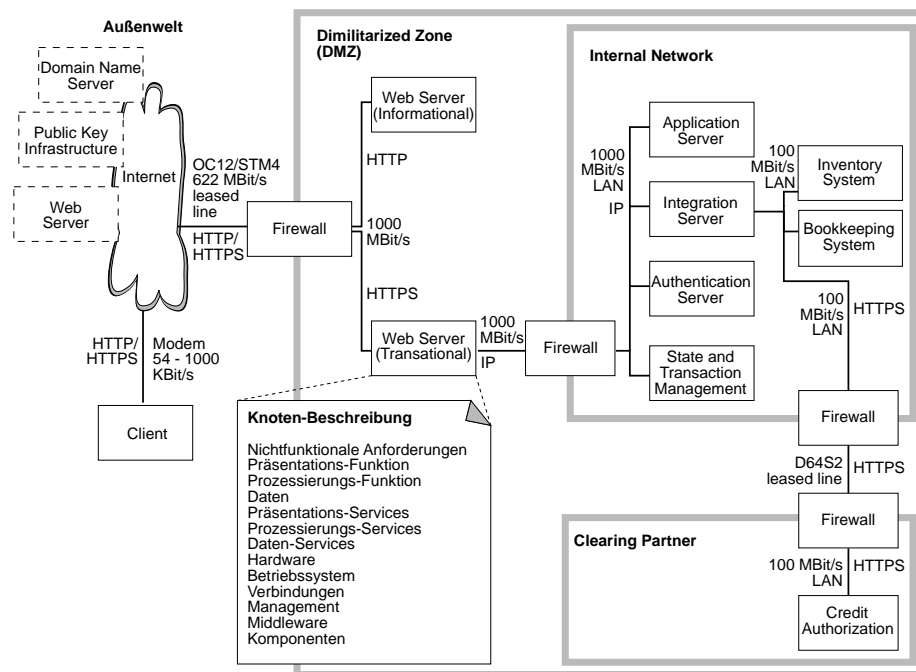 Außenwelt
Domain Name
Server
Public Key
Infrastructure
Internet
Web
Server
OC12/STM4
622 MBit/s
leased
line
HTTP/
HTTPS
HTTP/
HTTPS
Modem
54 - 1000
KBit/s
Client
Dimilitarized Zone
(DMZ)
Firewall
Web Server
(Informational)
HTTP
1000
MBit/s
HTTPS
Web Server
(Transational)
1000
MBit/s
IP
Firewall
Knoten-Beschreibung
Nichtfunktionale Anforderungen
Präsentations-Funktion
Prozessierungs-Funktion
Daten
Präsentations-Services
Prozessierungs-Services
Daten-Services
Hardware
Betriebssystem
Verbindungen
Management
Middleware
Komponenten
Internal Network
1000
MBit/s
LAN
IP
Application
Server
Integration
Server
Authentication
Server
State and
Transaction
Management
100
MBit/s
LAN
Inventory
System
Bookkeeping
System
100
MBit/s
LAN
HTTPS
Firewall
D64S2
leased line
HTTPS
Firewall
Clearing Partner
100 MBit/s
LAN
HTTPS
Credit
Authorization